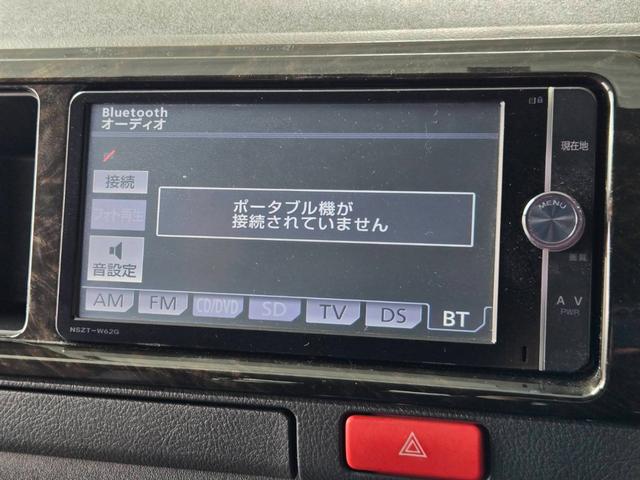 Bluetooth
オーディオ
接続
フォト再生
音設定
ポータブル機が
接続されていません
AM FM CD/DVD SD TV DS BT
NSZT-W62G
現在地
MENU
画質
A V
PWR